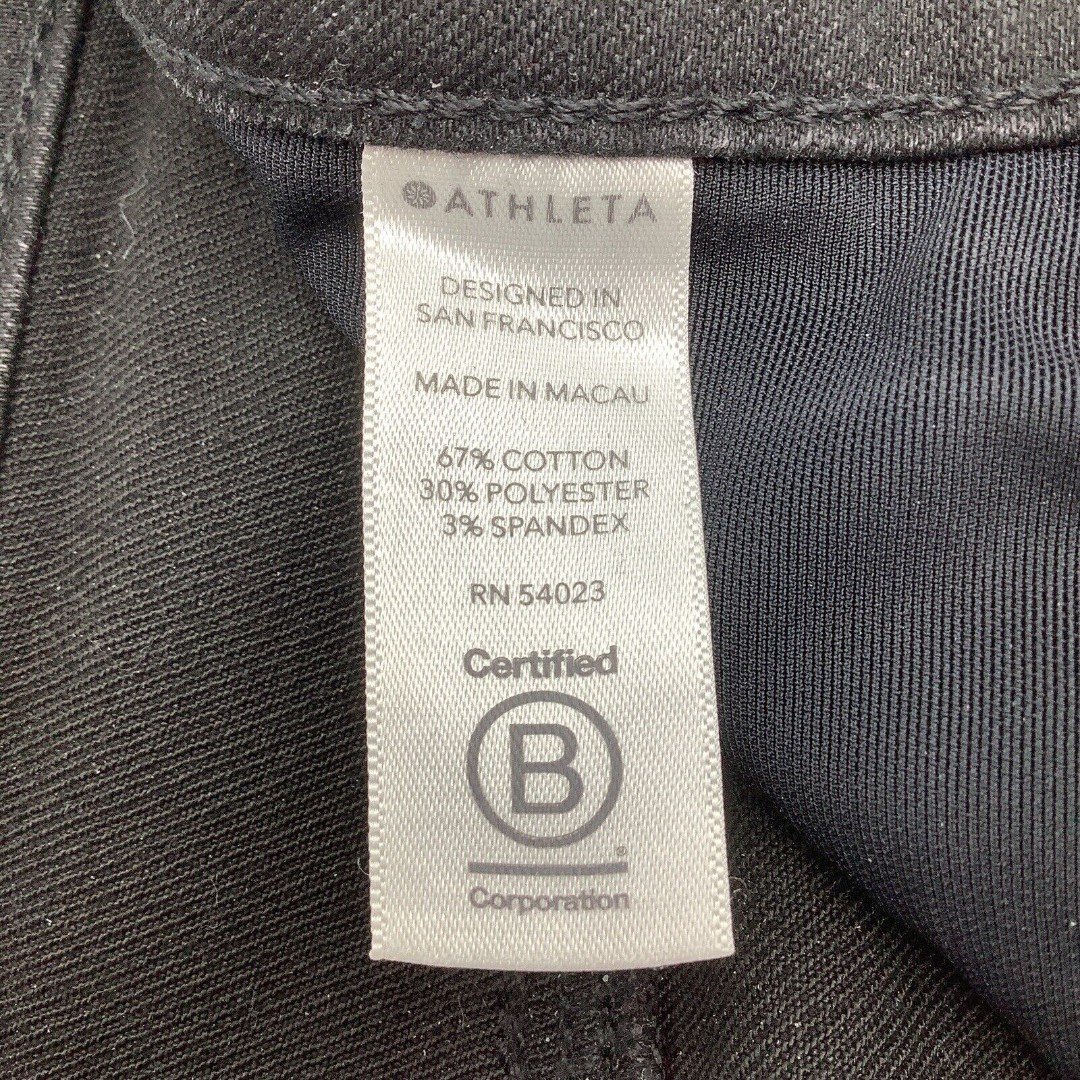 ATHLETA
DESIGNED IN
SAN FRANCISCO
MADE IN MACAU
67% COTTON
30% POLYESTER
3% SPANDEX
RN 54023
Certified
B
®
Corporation